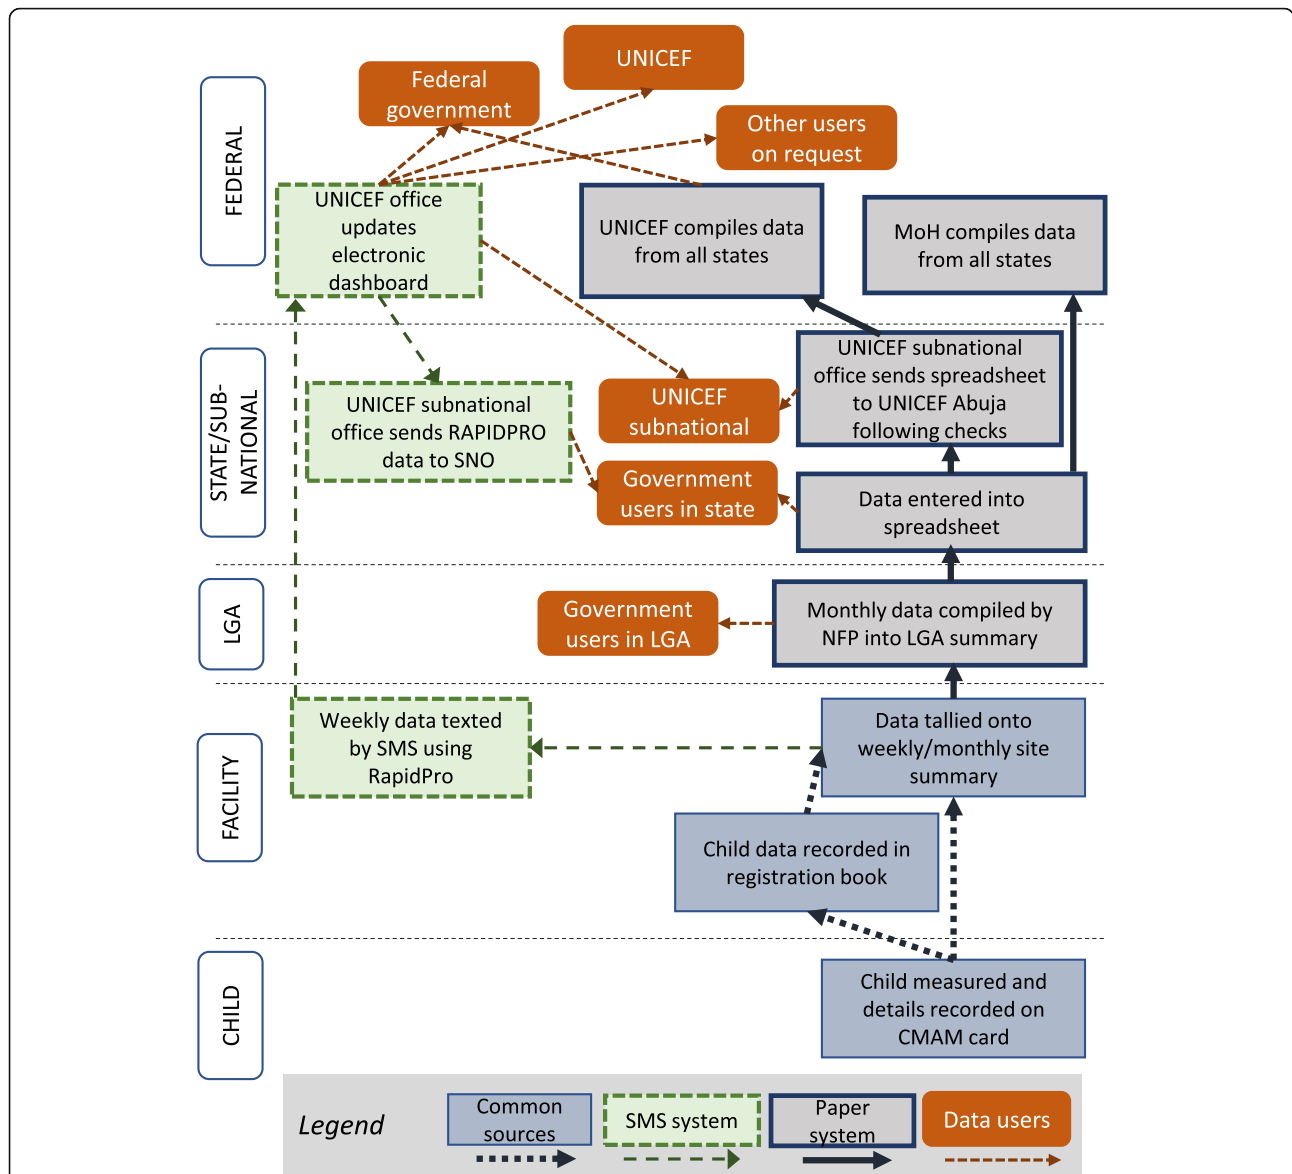 FEDERAL
Federal
government
UNICEF
Other users
on request
UNICEF office
updates
electronic
dashboard
UNICEF compiles data
from all states
MoH compiles data
from all states
STATE/SUB-
NATIONAL
UNICEF subnational
office sends RAPIDPRO
data to SNO
UNICEF
subnational
UNICEF subnational
office sends spreadsheet
to UNICEF Abuja
following checks
Government
users in state
Data entered into
spreadsheet
LGA
Government
users in LGA
Monthly data compiled by
NFP into LGA summary
FACILITY
Weekly data texted
by SMS using
RapidPro
Data tallied onto
weekly/monthly site
summary
Child data recorded in
registration book
CHILD
Child measured and
details recorded on
CMAM card
Legend
Common
sources
SMS system
Paper
system
Data users